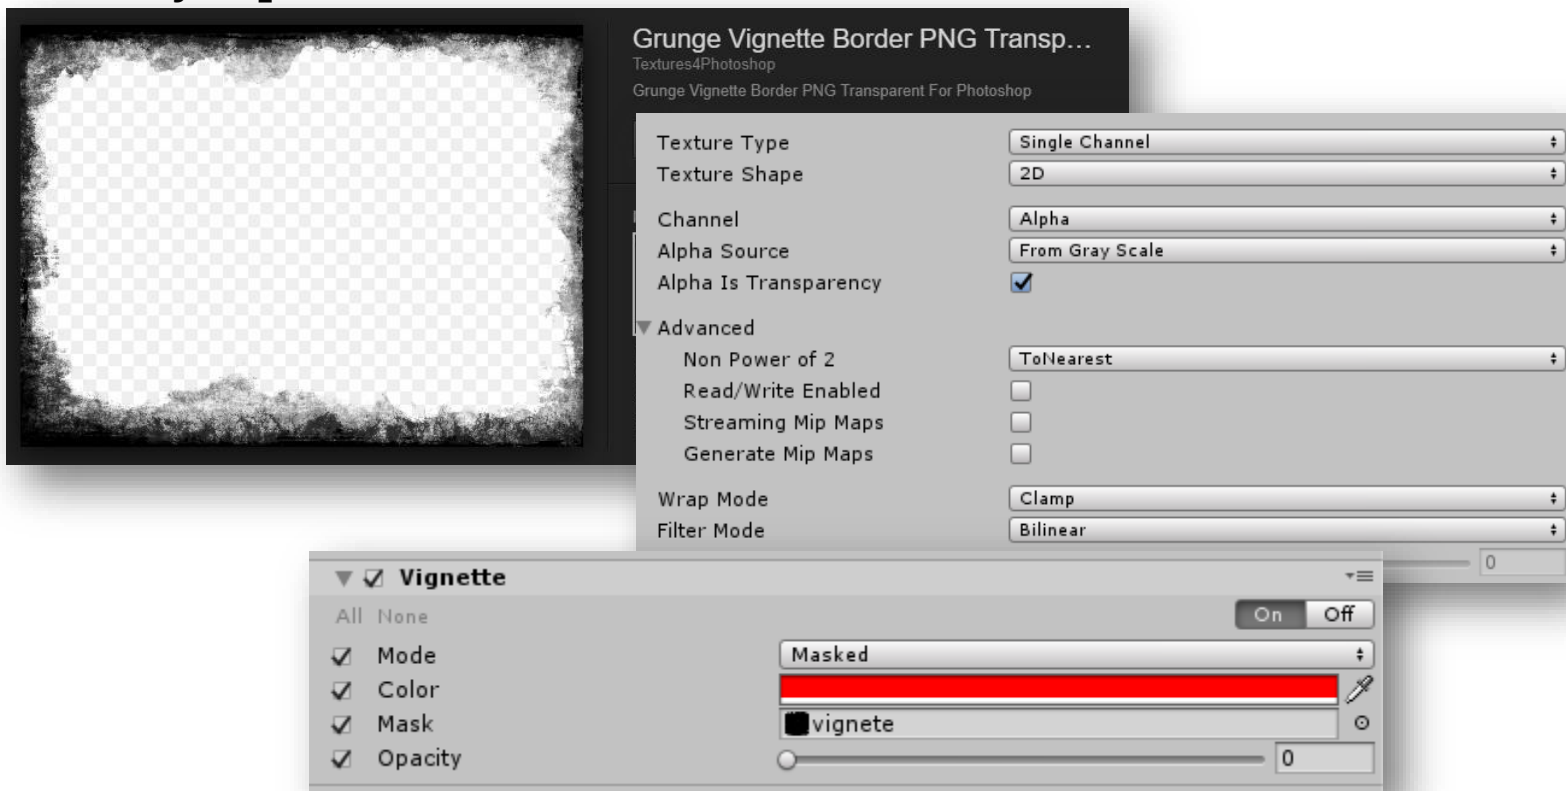 Grunge Vignette Border PNG Transp...
Textures4Photoshop
Grunge Vignette Border PNG Transparent For Photoshop
Texture Type Single Channel
Texture Shape 2D
Channel Alpha
Alpha Source From Gray Scale
Alpha Is Transparency
Advanced
Non Power of 2 ToNearest
Read/Write Enabled
Streaming Mip Maps
Generate Mip Maps
Wrap Mode Clamp
Filter Mode Bilinear
0
Vignette
All None On Off
Mode Masked
Color
Mask vignete
Opacity 0